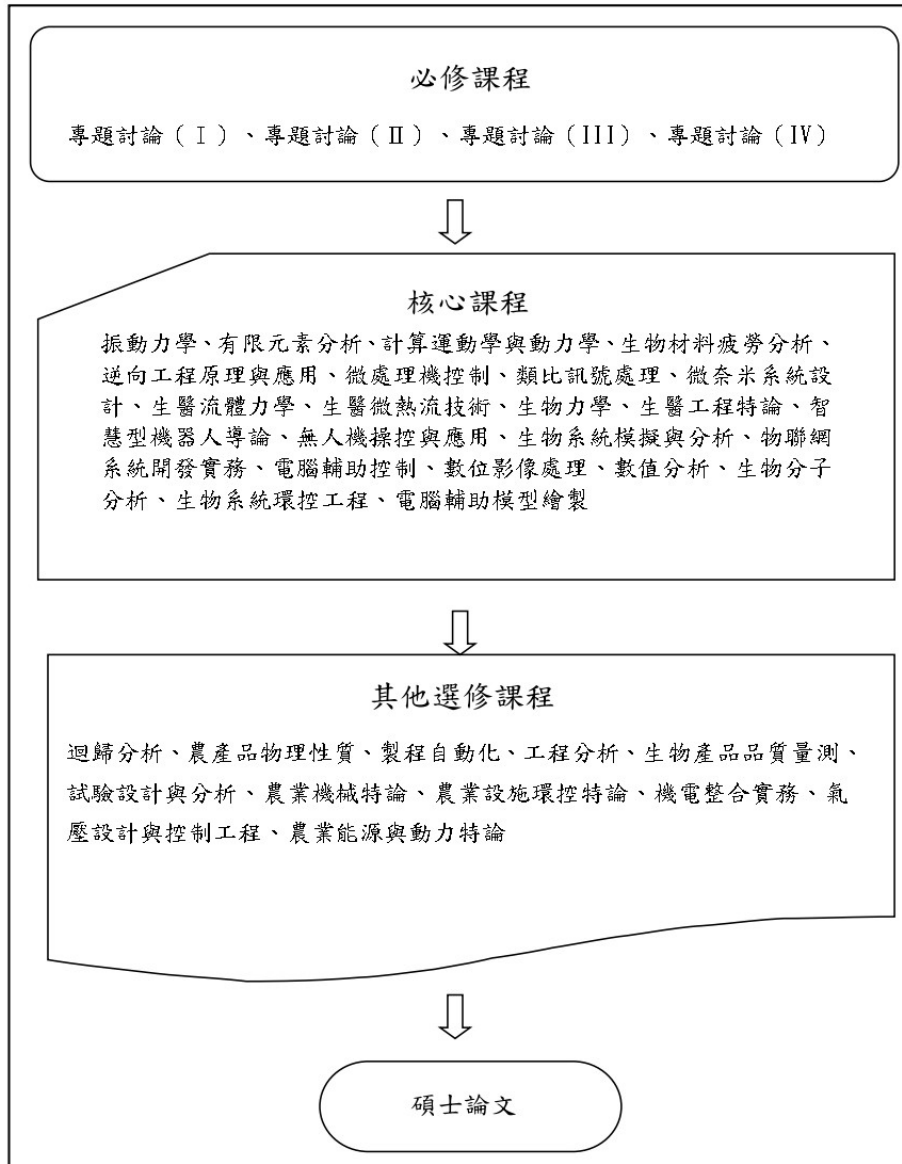 必修課程
專題討論（Ⅰ）、專題討論（Ⅱ）、專題討論（III）、專題討論（IV）
核心課程
振動力學、有限元素分析、計算運動學與動力學、生物材料疲勞分析、
逆向工程原理與應用、微處理機控制、類比訊號處理、微奈米系統設
計、生醫流體力學、生醫微熱流技術、生物力學、生醫工程特論、智
慧型機器人導論、無人機操控與應用、生物系統模擬與分析、物聯網
系統開發實務、電腦輔助控制、數位影像處理、數值分析、生物分子
分析、生物系統環控工程、電腦輔助模型繪製
其他選修課程
迴歸分析、農產品物理性質、製程自動化、工程分析、生物產品品質量測、
試驗設計與分析、農業機械特論、農業設施環控特論、機電整合實務、氣
壓設計與控制工程、農業能源與動力特論
碩士論文